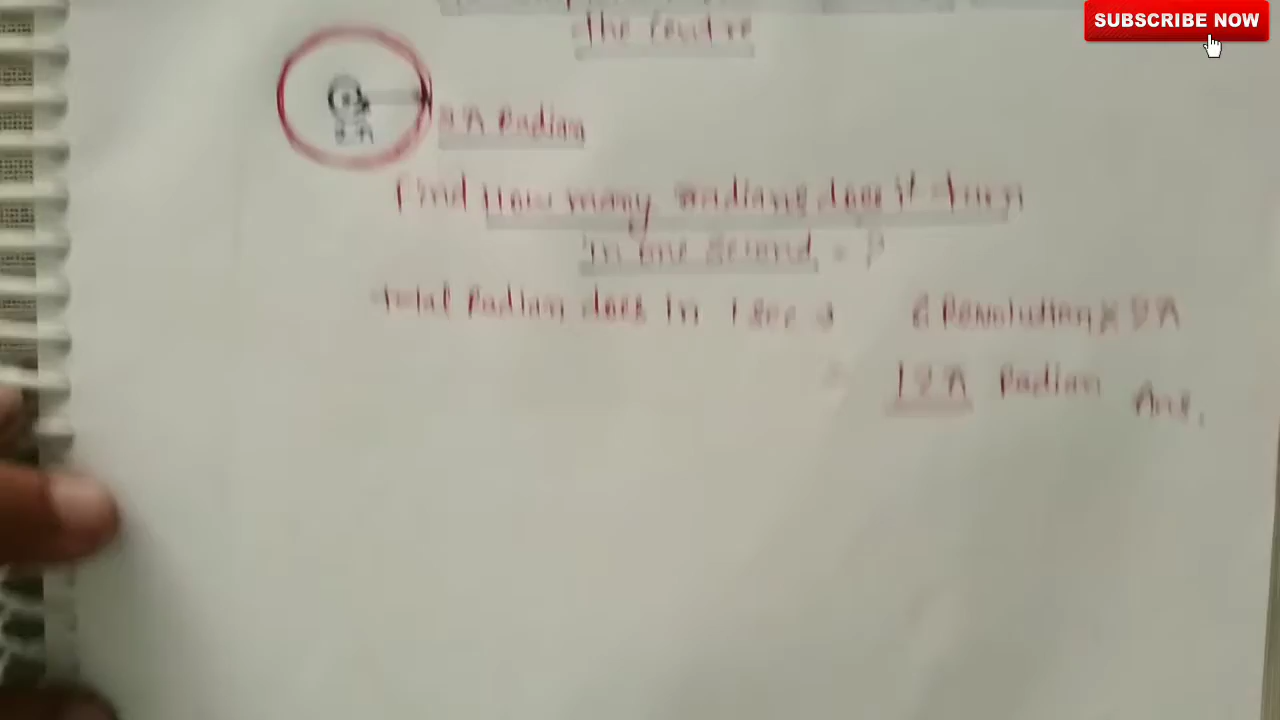 SUBSCRIBE NOW
the centre
2π
2π Radian
Find How many radians does it turn
in one second = ?
total Radian does in 1 sec → 6 Revolution x 2π
12π Radian Ans.